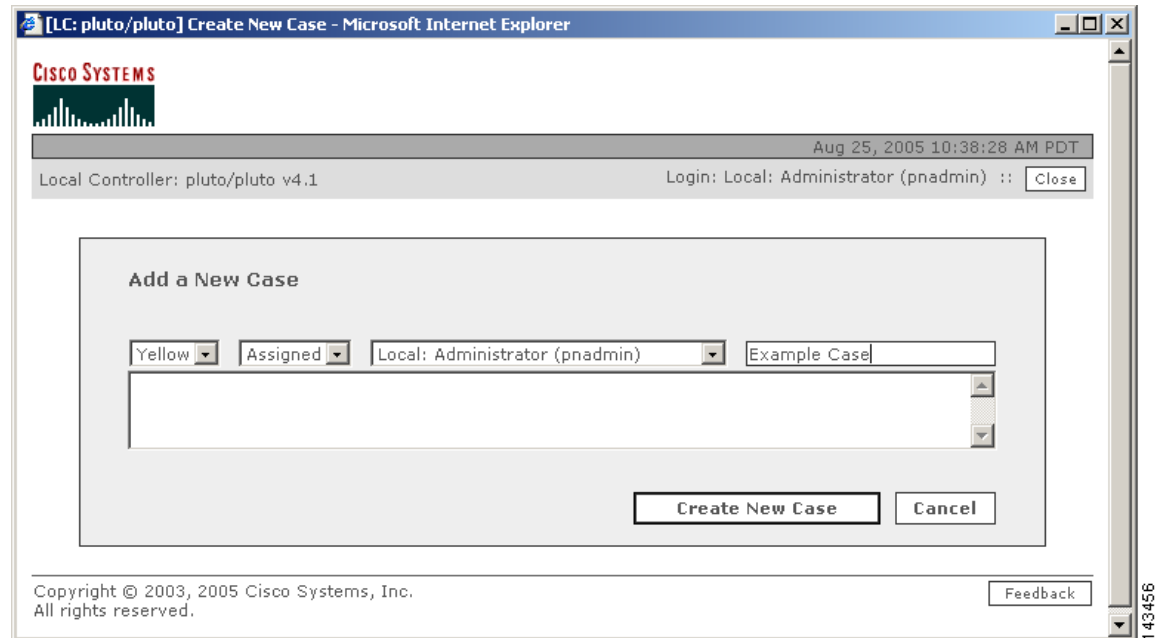 [LC: pluto/pluto] Create New Case - Microsoft Internet Explorer
CISCO SYSTEMS
Aug 25, 2005 10:38:28 AM PDT
Local Controller: pluto/pluto v4.1 Login: Local: Administrator (pnadmin) :: Close
Add a New Case
Yellow Assigned Local: Administrator (pnadmin) Example Case
Create New Case Cancel
Copyright © 2003, 2005 Cisco Systems, Inc. Feedback
All rights reserved.
143456